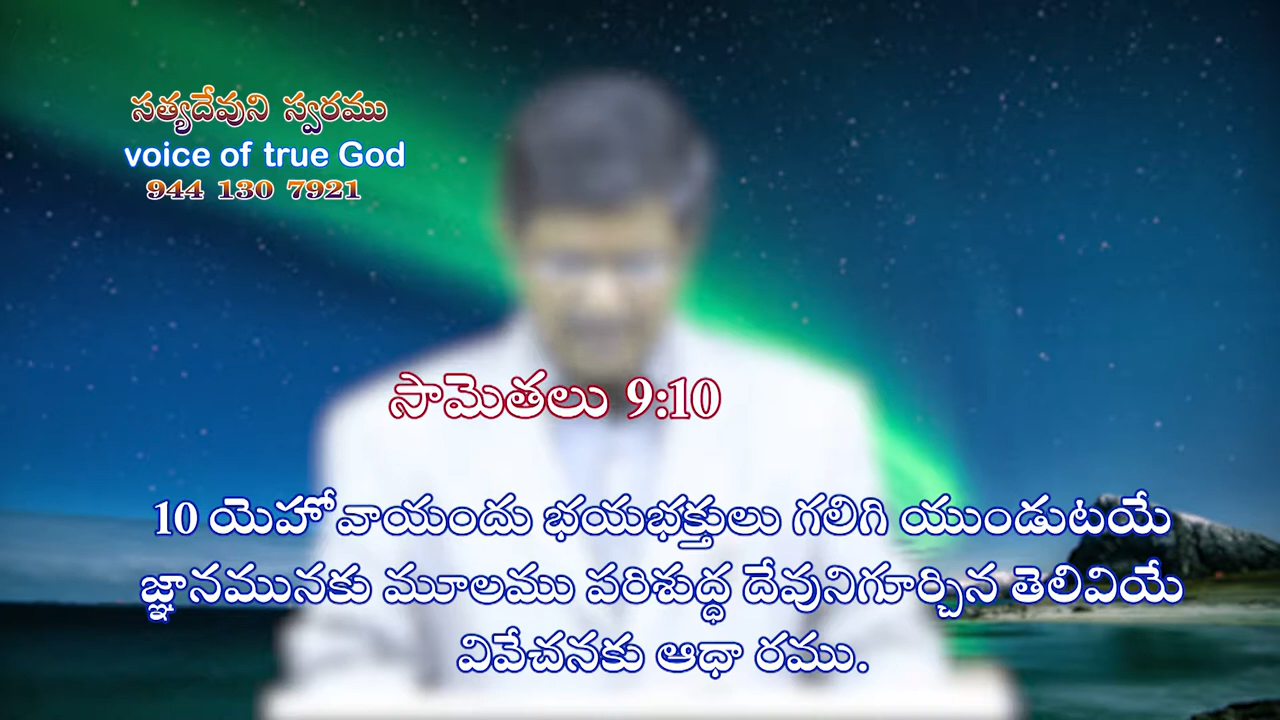 సత్యదేవుని స్వరము
voice of true God
944 130 7921
సామెతలు 9:10
10 యెహోవాయందు భయభక్తులు గలిగి యుండుటయే
జ్ఞానమునకు మూలము పరిశుద్ధ దేవునిగూర్చిన తెలివియే
వివేచనకు ఆధా రము.